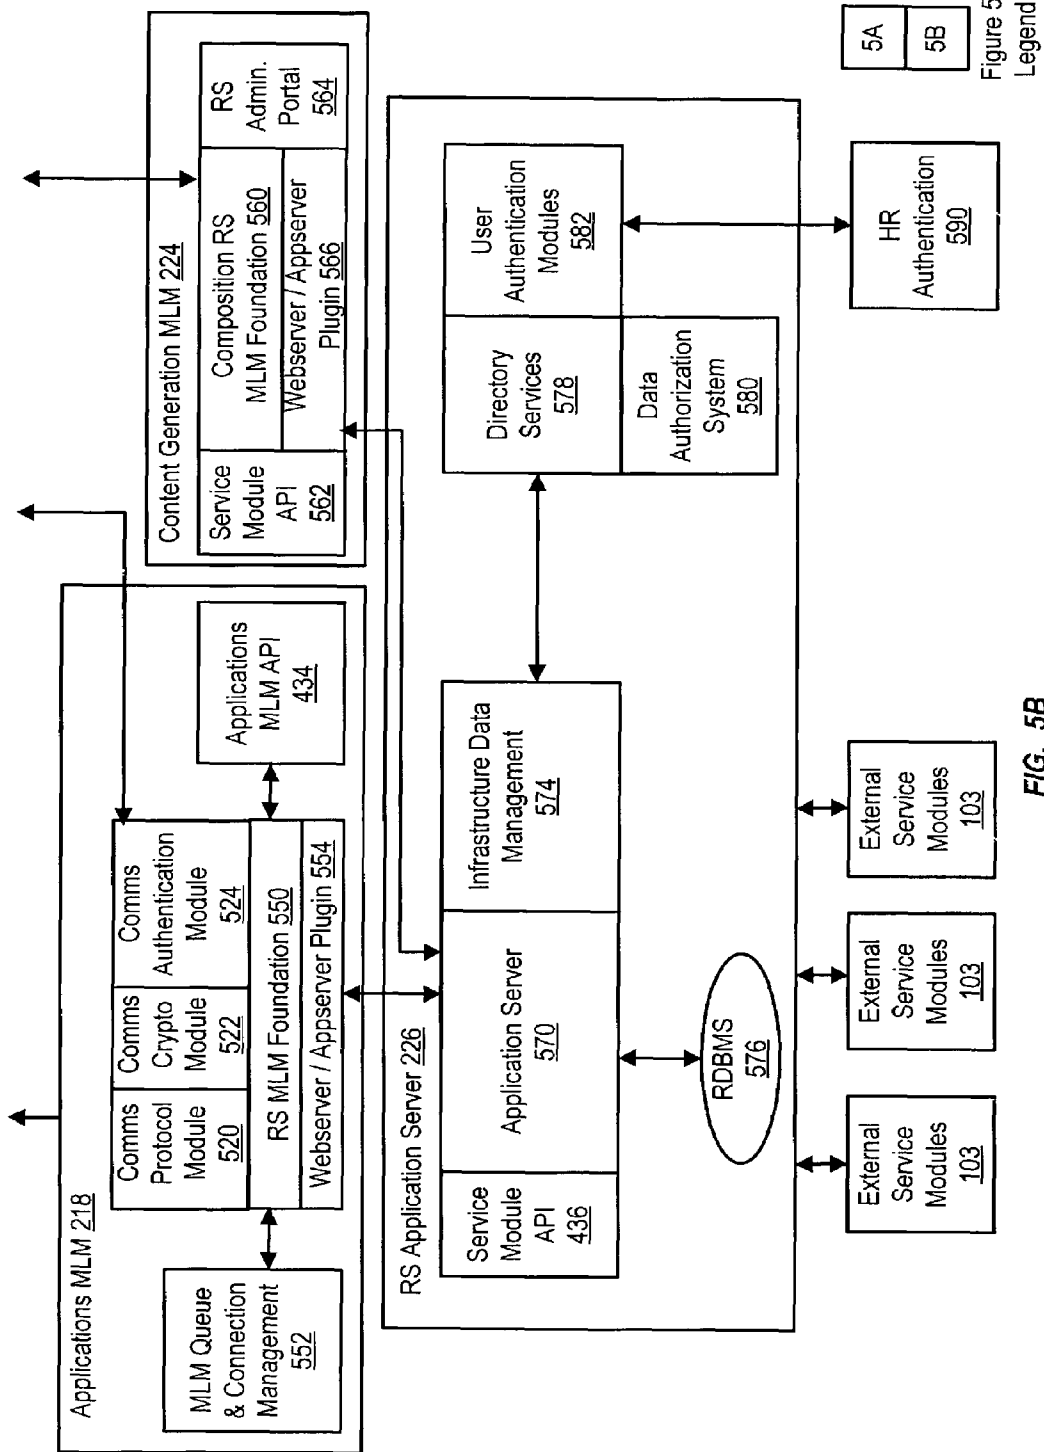 Applications MLM 218
MLM Queue
& Connection
Management
552
Comms
Protocol
Module
520
Comms
Crypto
Module
522
Comms
Authentication
Module
524
RS MLM Foundation 550
Webserver / Appserver Plugin 554
Applications
MLM API
434
Content Generation MLM 224
Service
Module
API
562
Composition RS
MLM Foundation 560
Webserver / Appserver
Plugin 566
RS
Admin.
Portal
564
RS Application Server 226
Service
Module
API
436
Application Server
570
Infrastructure Data
Management
574
RDBMS
576
Directory
Services
578
User
Authentication
Modules
582
Data
Authorization
System
580
External
Service
Modules
103
External
Service
Modules
103
External
Service
Modules
103
HR
Authentication
590
5A
5B
Figure 5
Legend
FIG. 5B